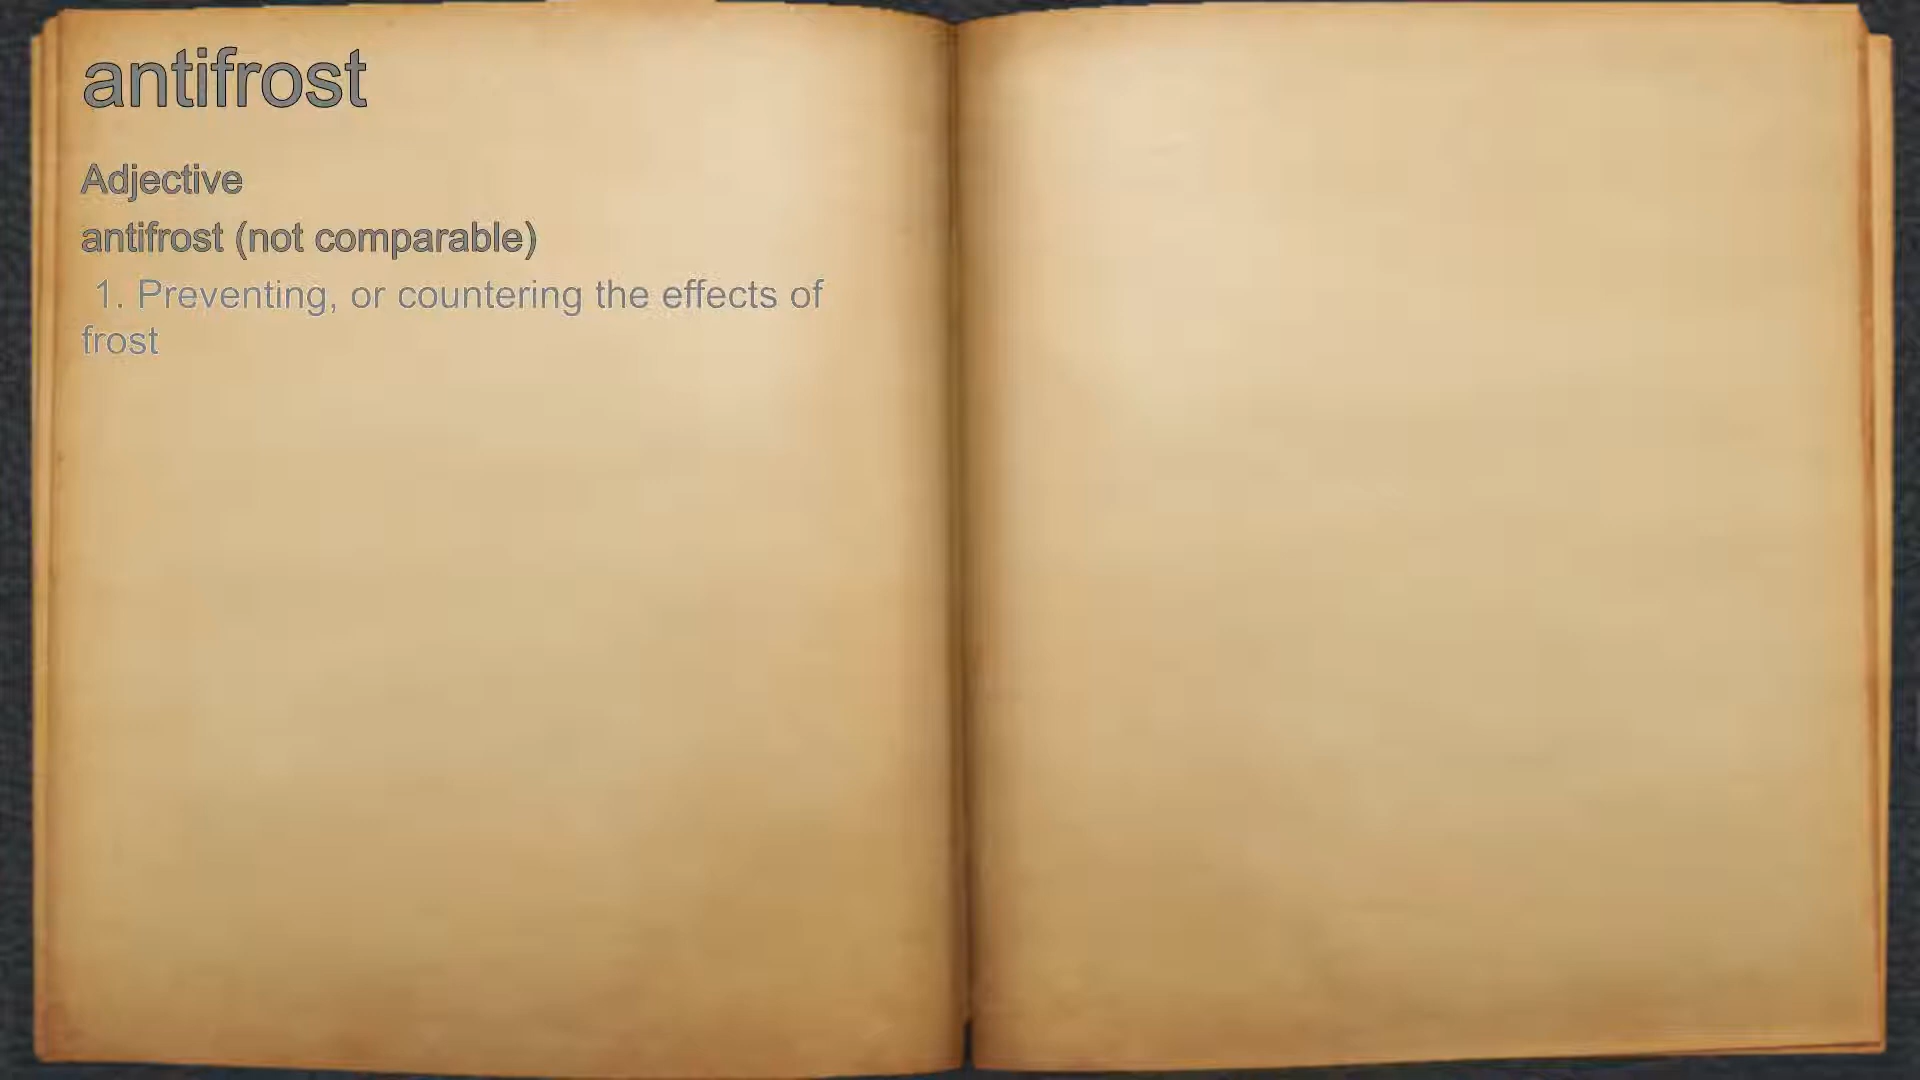 antifrost
Adjective
antifrost (not comparable)
1. Preventing, or countering the effects of
frost